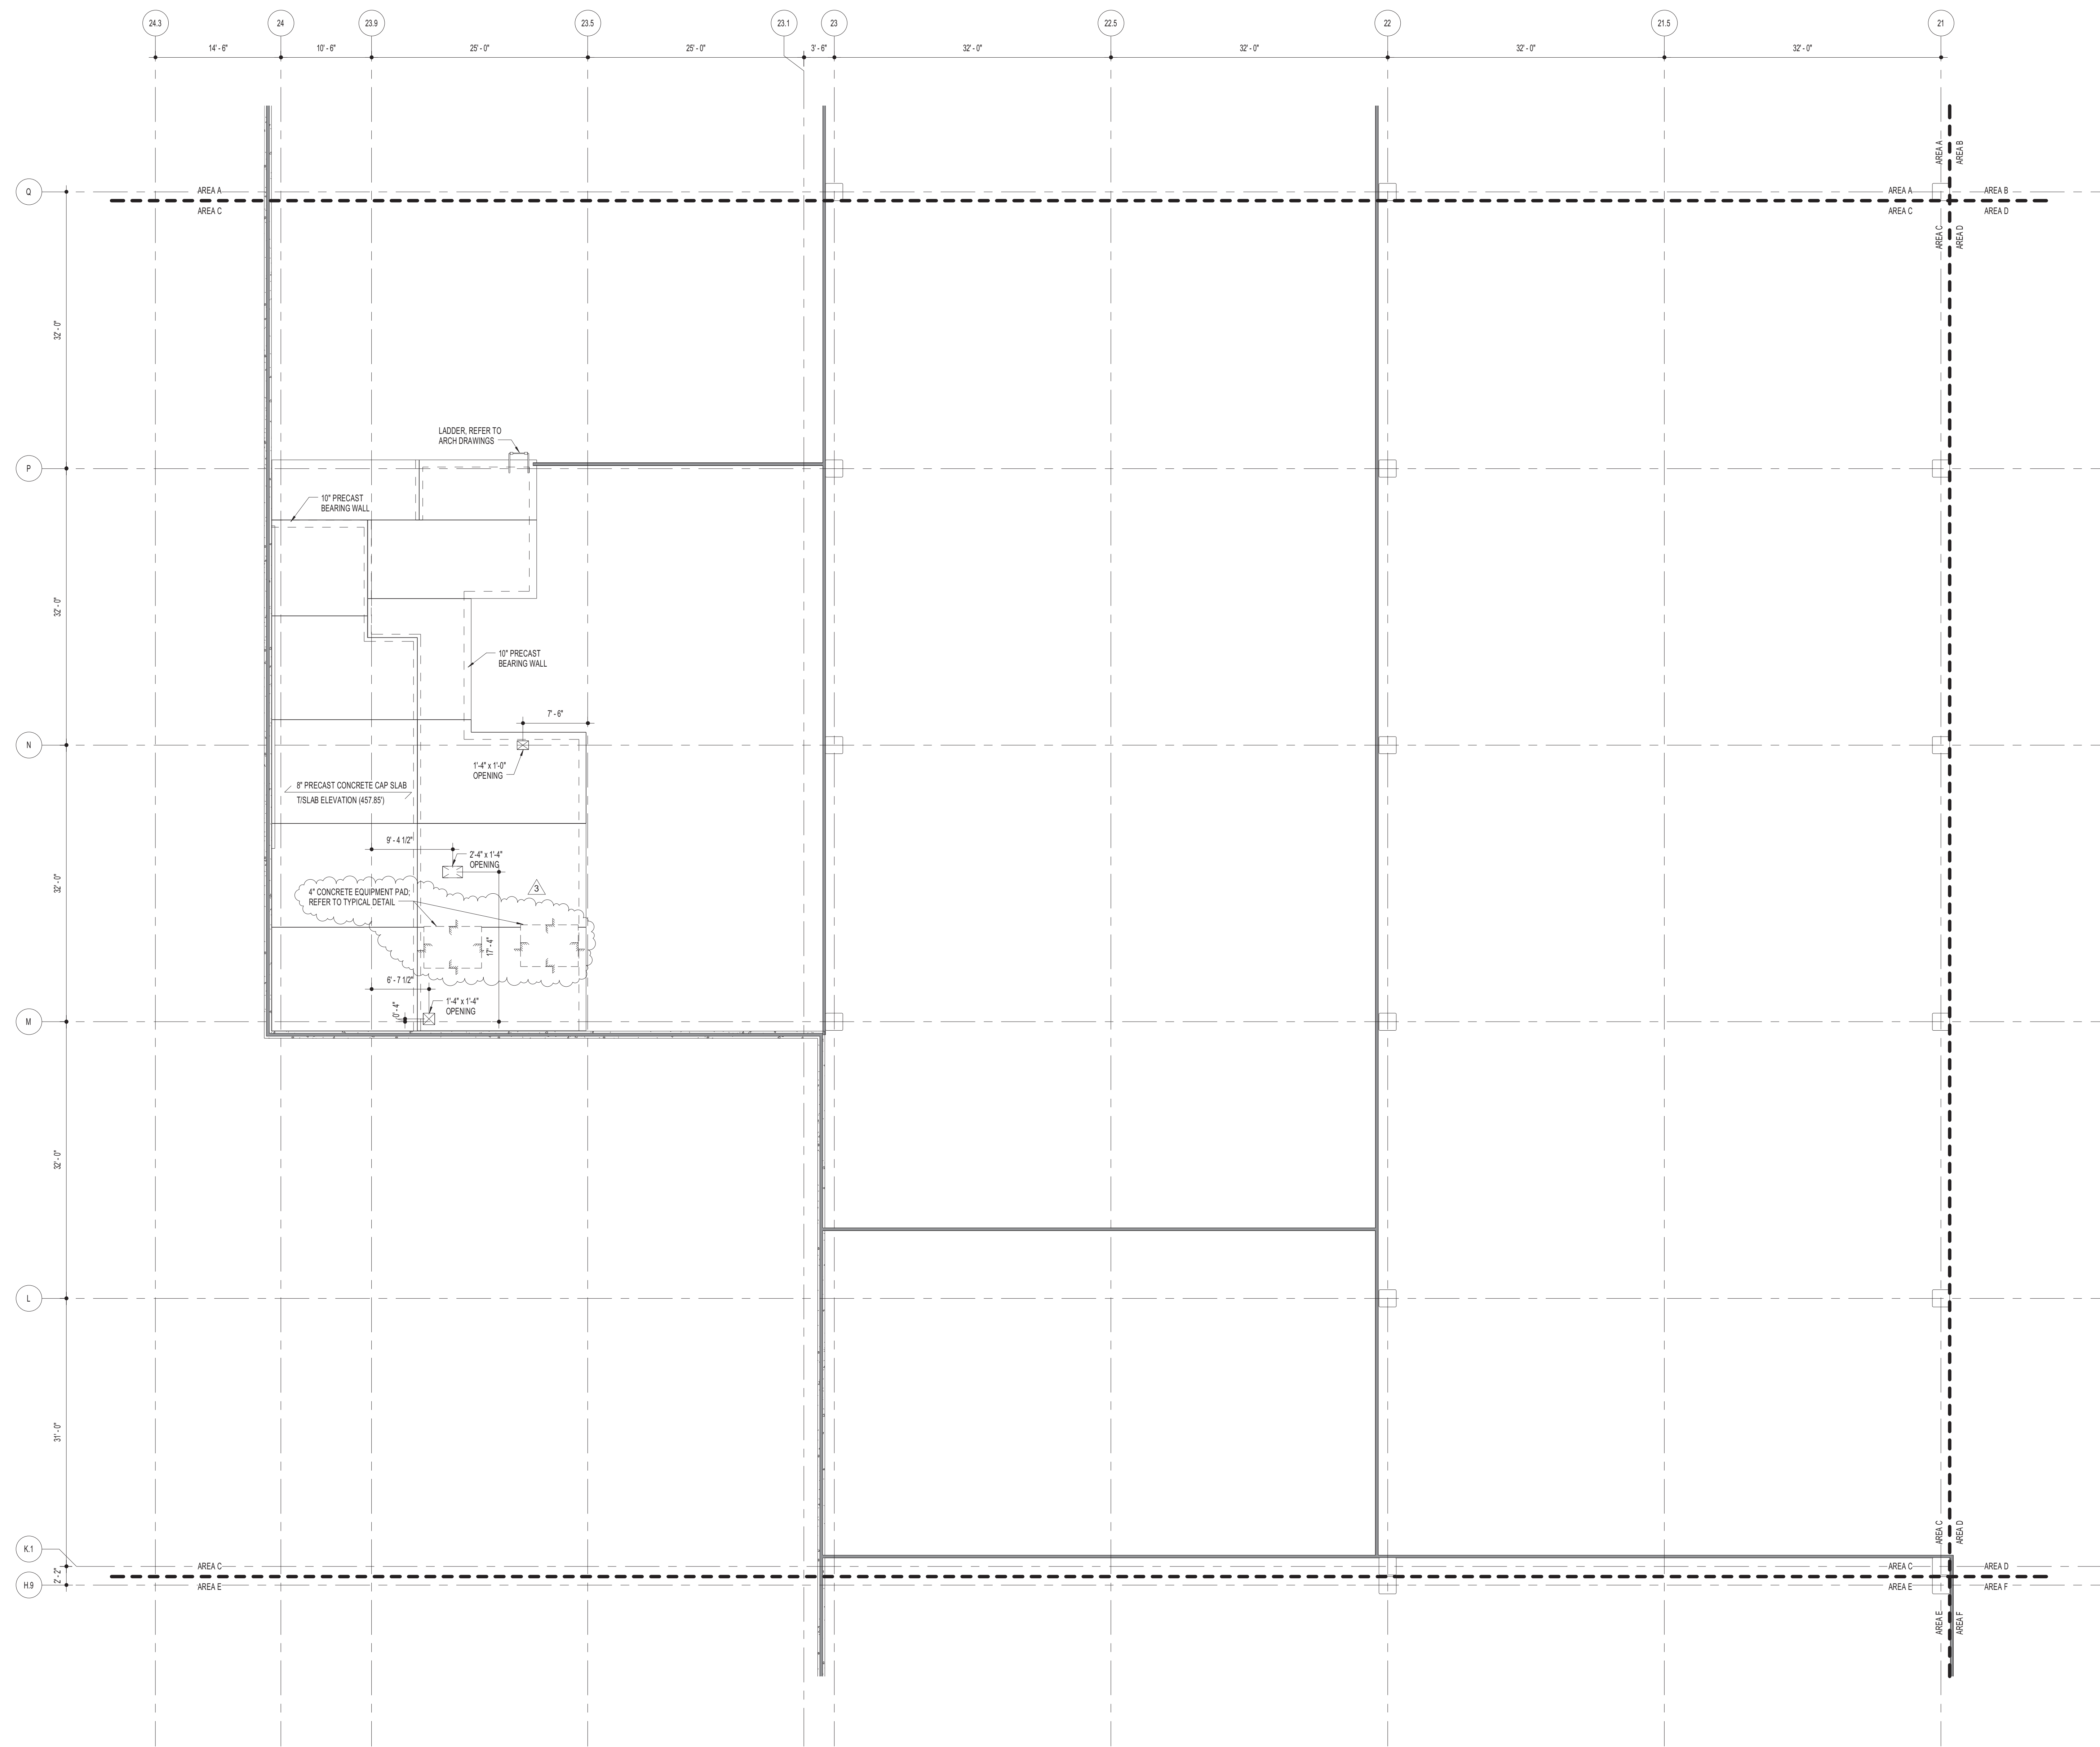 24.3
24
23.9
23.5
23.1
23
22.5
22
21.5
21
14' - 6"
10' - 6"
25' - 0"
25' - 0"
3' - 6"
32' - 0"
32' - 0"
32' - 0"
32' - 0"
AREA A
AREA B
Q
AREA A
AREA A
AREA B
AREA C
AREA C
AREA D
AREA C
AREA D
32' - 0"
LADDER, REFER TO
ARCH DRAWINGS
P
10" PRECAST
BEARING WALL
32' - 0"
10" PRECAST
BEARING WALL
7' - 6"
N
1'-4" x 1'-0"
OPENING
8" PRECAST CONCRETE CAP SLAB
T/SLAB ELEVATION (457.85')
9' - 4 1/2"
2'-4" x 1'-4"
OPENING
32' - 0"
3
4" CONCRETE EQUIPMENT PAD;
REFER TO TYPICAL DETAIL
17' - 4"
6' - 7 1/2"
1'-4" x 1'-4"
OPENING
0' - 4"
M
32' - 0"
L
31' - 0"
AREA C
AREA D
K.1
AREA C
AREA C
AREA D
2' - 2"
H.9
AREA E
AREA E
AREA F
AREA E
AREA F